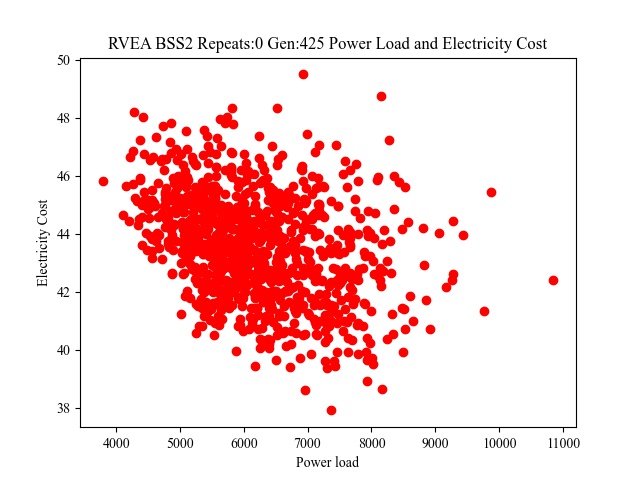 RVEA BSS2 Repeats:0 Gen:425 Power Load and Electricity Cost
50
48
46
44
42
40
38
Electricity Cost
4000 5000 6000 7000 8000 9000 10000 11000
Power load